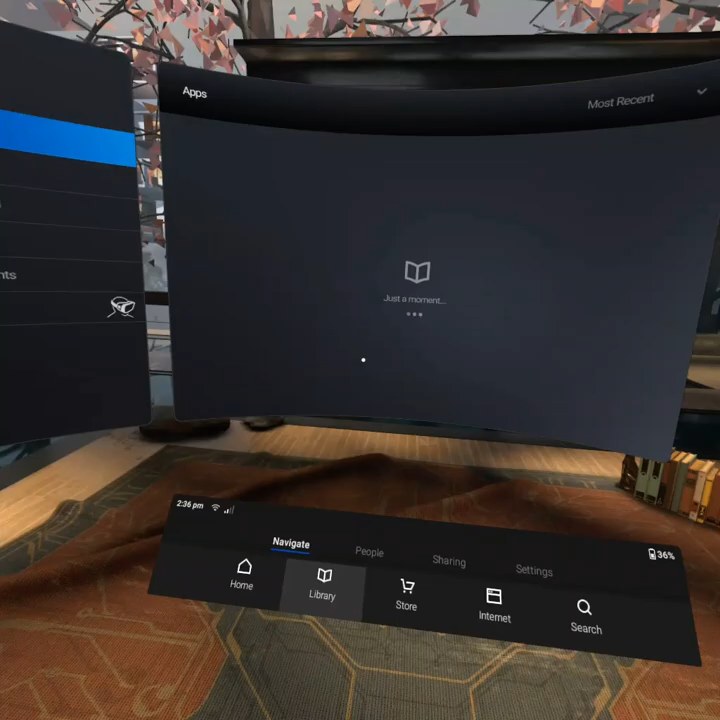 Apps
Most Recent
nts
Just a moment...
2:36 pm
36%
Navigate
People
Sharing
Settings
Home
Library
Store
Internet
Search